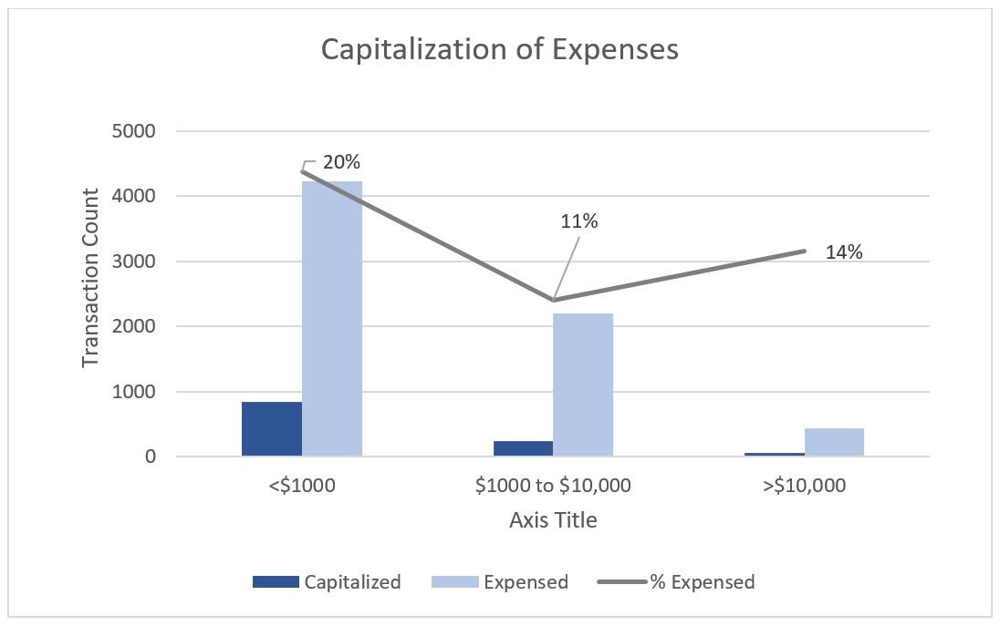 Capitalization of Expenses
5000
4000
3000
2000
1000
0
Transaction Count
20%
11%
14%
<$1000
$1000 to $10,000
>$10,000
Axis Title
Capitalized
Expensed
% Expensed